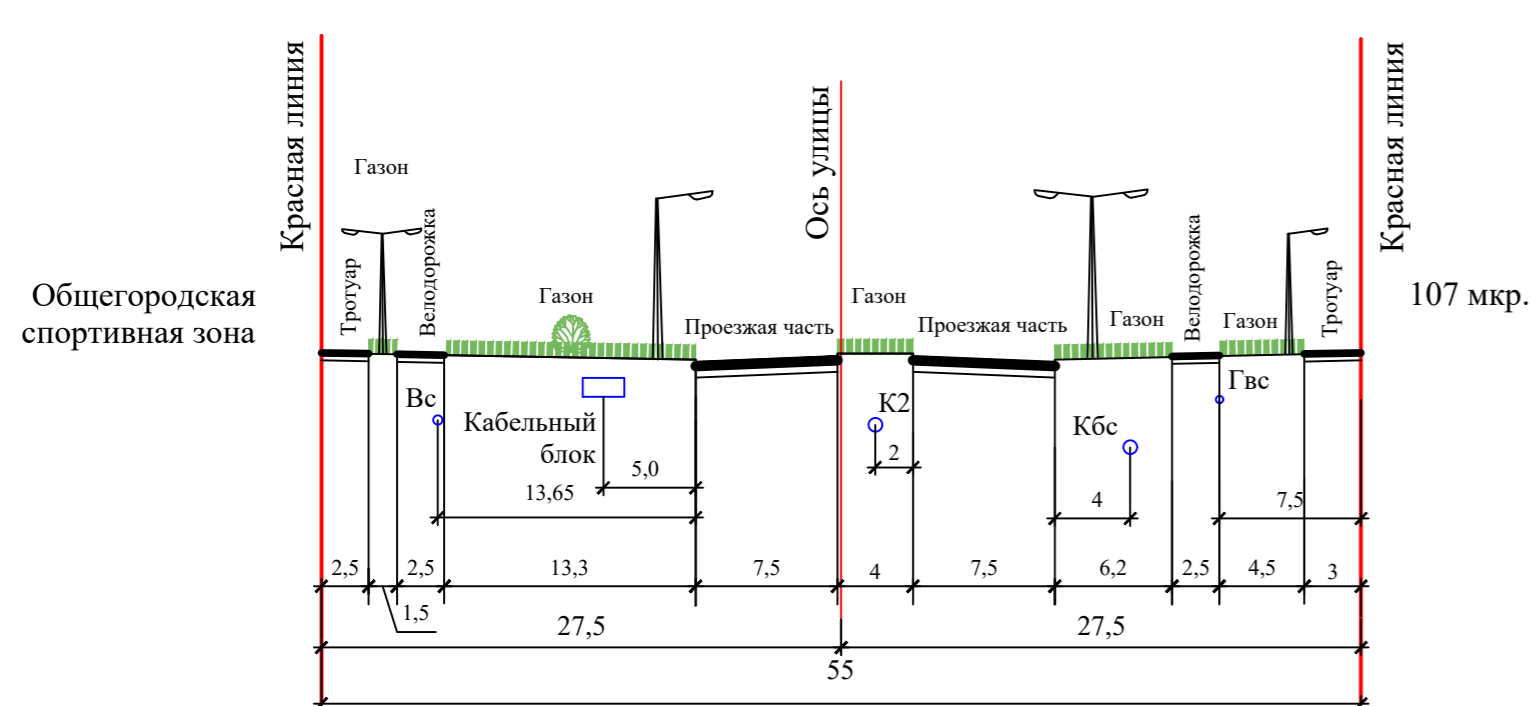 Красная линия
Ось улицы
Красная линия
Газон
Тротуар
Велодорожка
Газон
Проезжая часть
Газон
Проезжая часть
Газон
Велодорожка
Газон
Тротуар
Общегородская
спортивная зона
107 мкр.
Вс
Кабельный
блок
К2
Кбс
Гвс
5,0
2
13,65
4
7,5
2,5
2,5
13,3
7,5
4
7,5
6,2
2,5
4,5
3
1,5
27,5
27,5
55